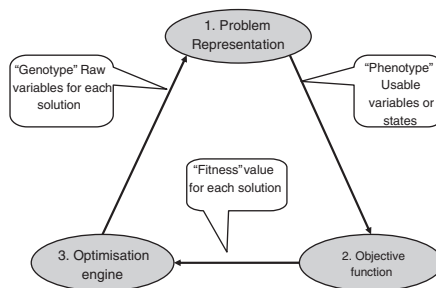 1. Problem
Representation
“Genotype” Raw
variables for each
solution
“Phenotype”
Usable
variables or
states
“Fitness”value
for each solution
3. Optimisation
engine
2. Objective
function